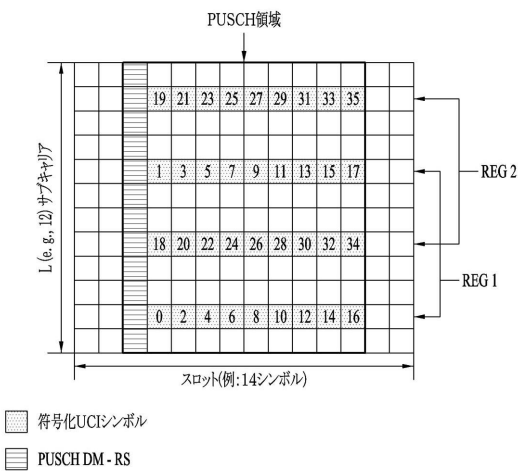 PUSCH領域
19 21 23 25 27 29 31 33 35
1 3 5 7 9 11 13 15 17
REG 2
L (e. g., 12) サブキャリア
18 20 22 24 26 28 30 32 34
REG 1
0 2 4 6 8 10 12 14 16
スロット(例:14シンボル)
符号化UCIシンボル
PUSCH DM - RS